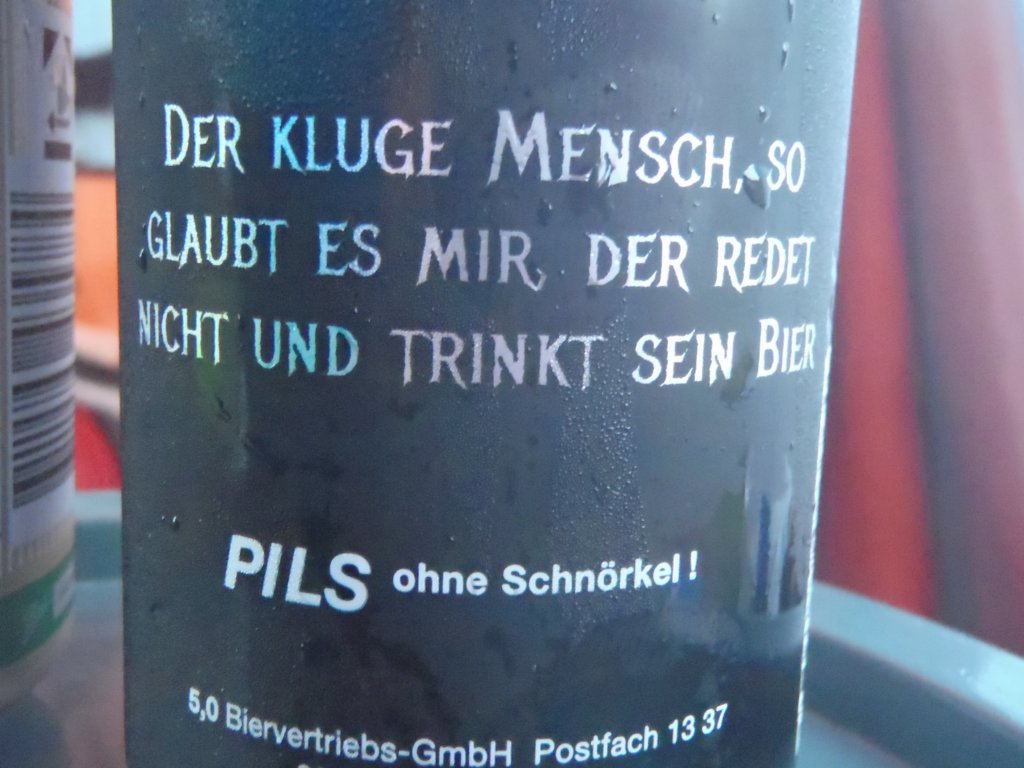 DER KLUGE MENSCH, SO
GLAUBT ES MIR, DER REDET
NICHT UND TRINKT SEIN BIER
PILS ohne Schnörkel !
5,0 Biervertriebs-GmbH Postfach 13 37